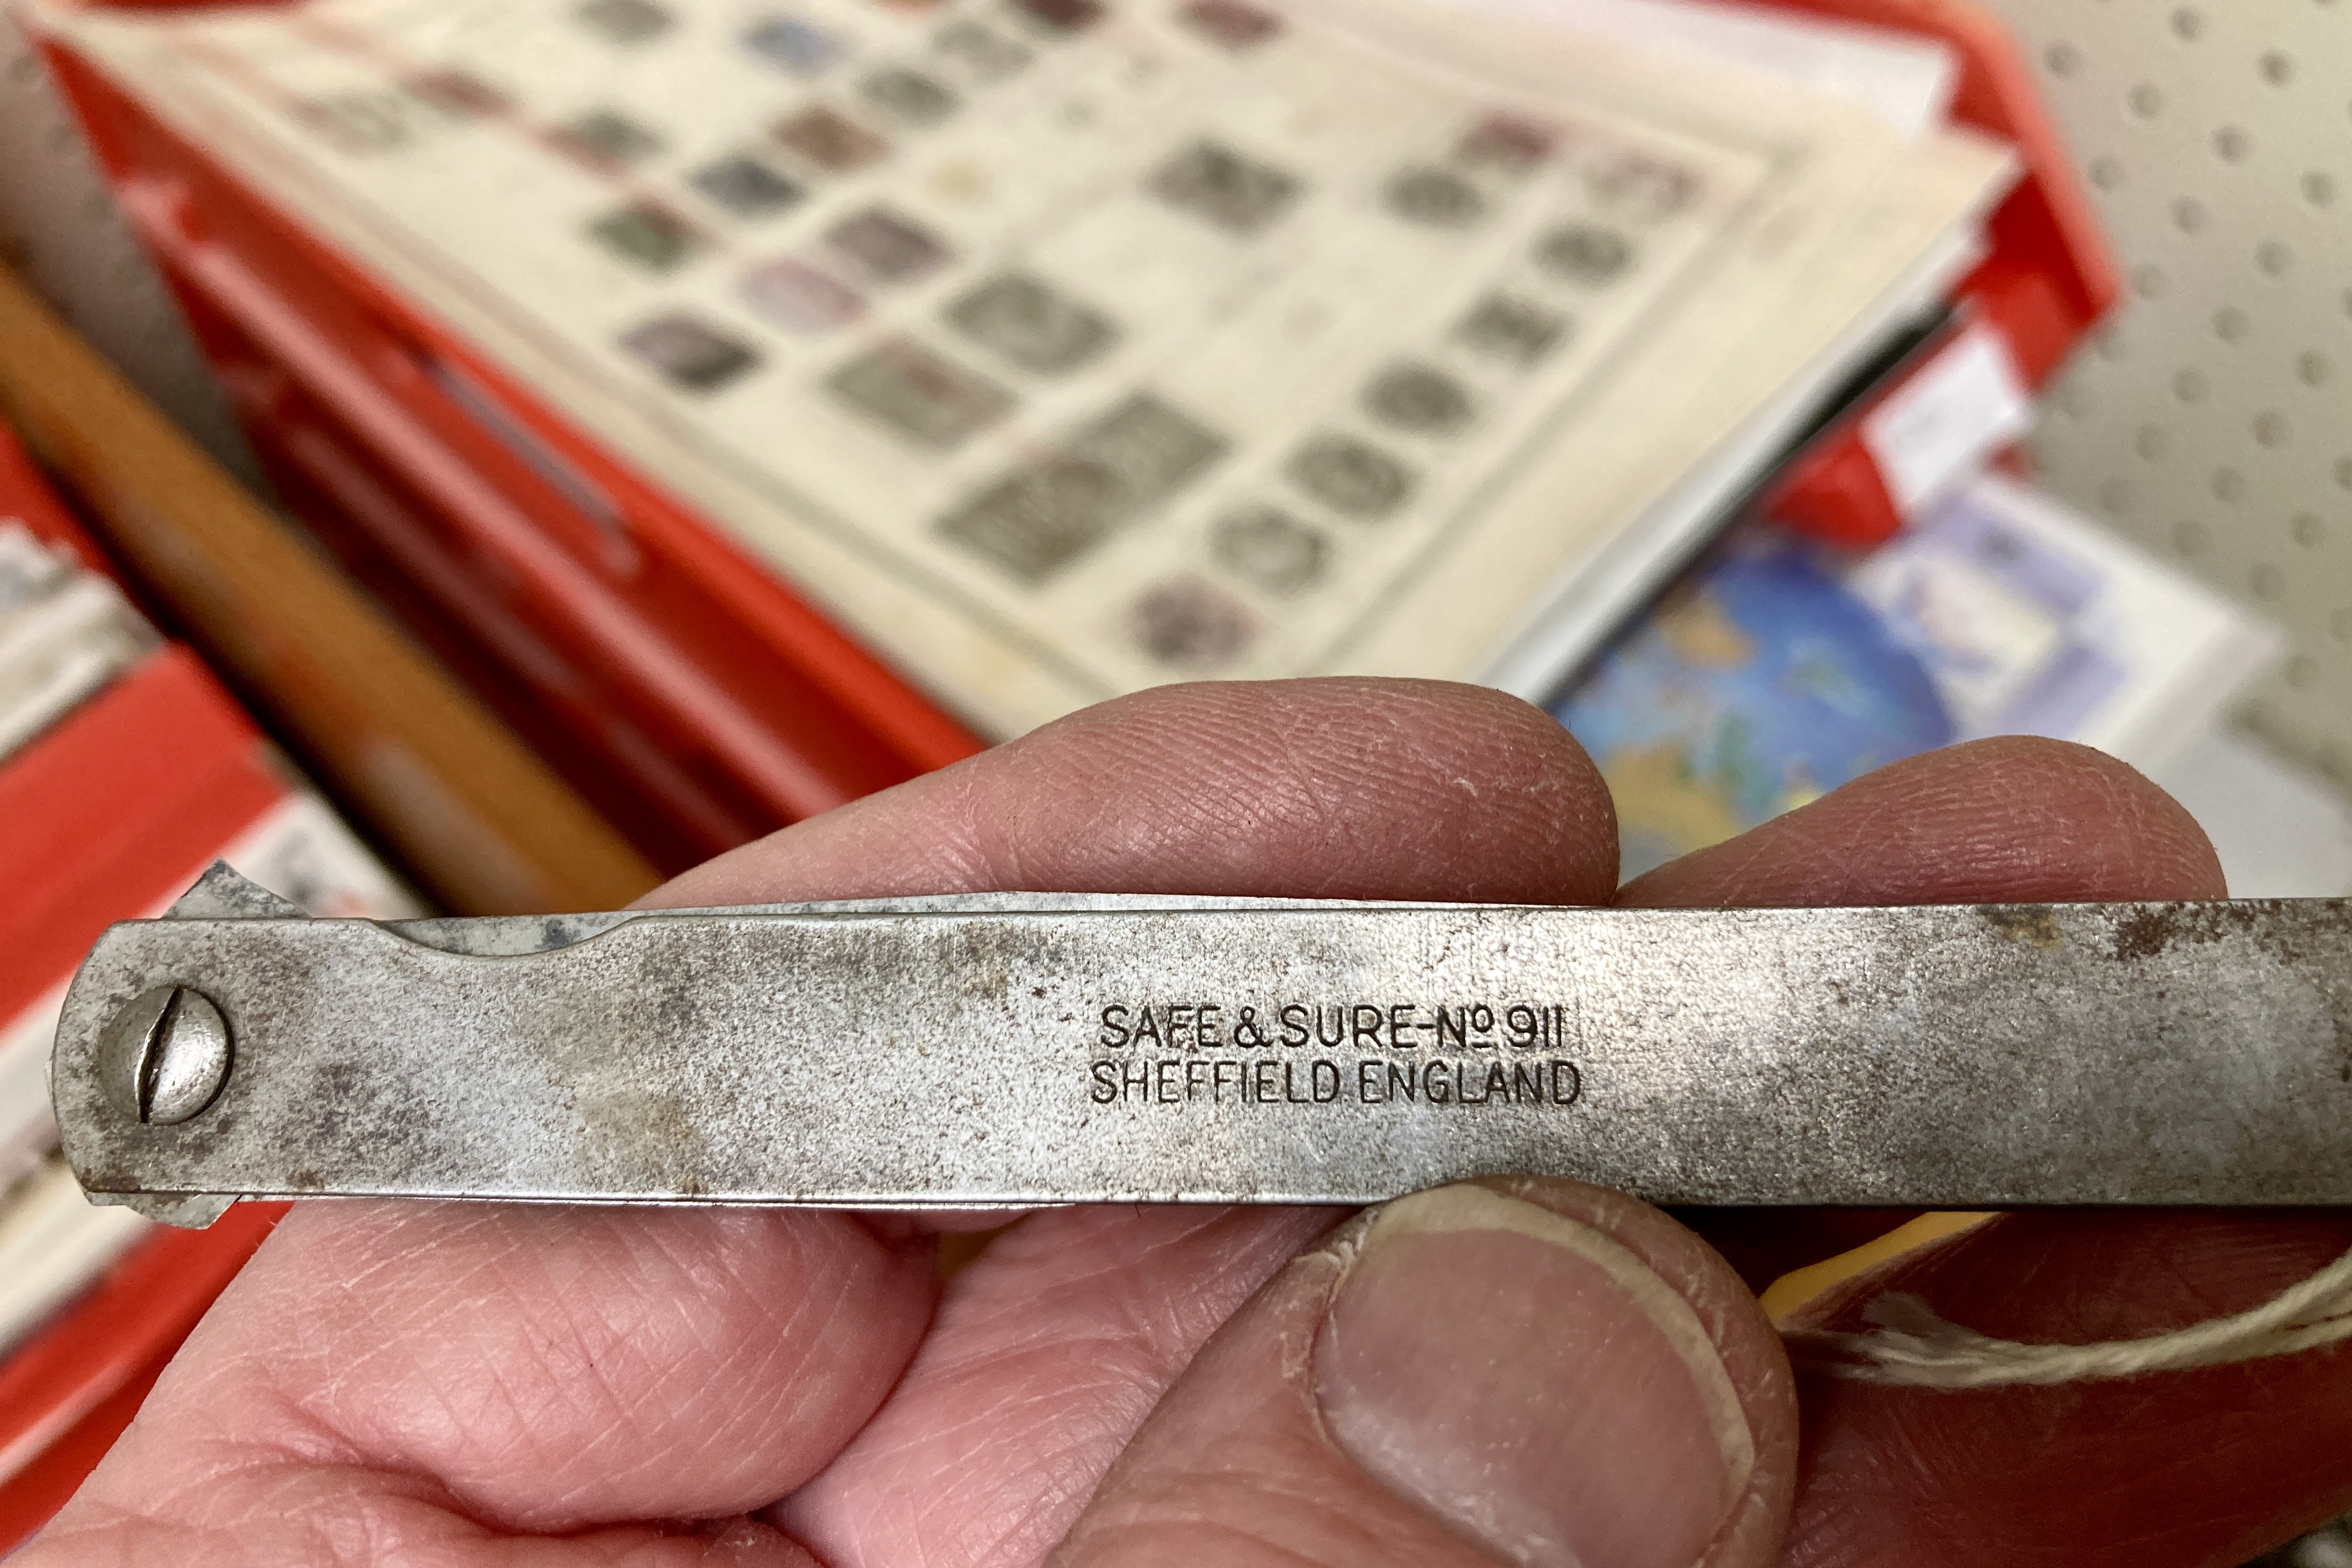 SAFE & SURE-Nº 911
SHEFFIELD ENGLAND